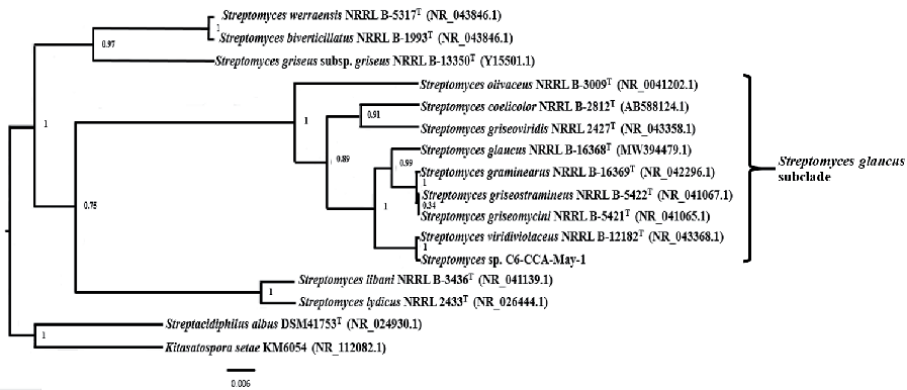 Streptomyces werraensis NRRL B-5317T (NR_043846.1)
1
Streptomyces biverticillatus NRRL B-1993T (NR_043846.1)
0.97
Streptomyces griseus subsp. griseus NRRL B-13350T (Y15501.1)
Streptomyces olivaceus NRRL B-3009T (NR_0041202.1)
Streptomyces coelicolor NRRL B-2812T (AB588124.1)
0.91
1
1
Streptomyces griseoviridis NRRL 2427T (NR_043358.1)
Streptomyces glaucus NRRL B-16368T (MW394479.1)
0.89
0.99
Streptomyces glancus
subclade
Streptomyces graminearus NRRL B-16369T (NR_042296.1)
1
Streptomyces griseostramineus NRRL B-5422T (NR_041067.1)
0.34
0.78
1
Streptomyces griseomycini NRRL B-5421T (NR_041065.1)
Streptomyces viridiviolaceus NRRL B-12182T (NR_043368.1)
1
Streptomyces sp. C6-CCA-May-1
Streptomyces libani NRRL B-3436T (NR_041139.1)
1
Streptomyces lydicus NRRL 2433T (NR_026444.1)
Streptacidiphilus albus DSM41753T (NR_024930.1)
1
Kitasatospora setae KM6054 (NR_112082.1)
0.006